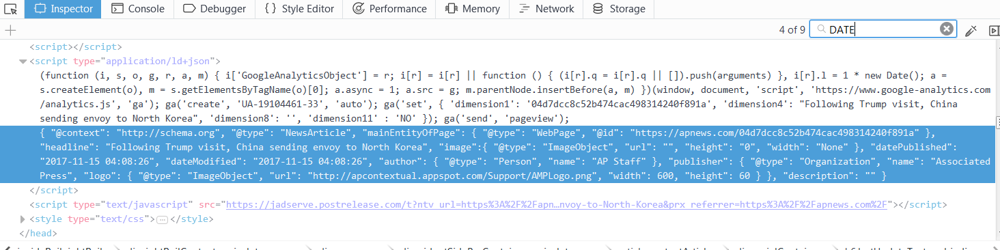 Inspector Console Debugger Style Editor Performance Memory Network Storage
4 of 9 DATE
<script></script>
<script type="application/ld+json">
(function (i, s, o, g, r, a, m) { i['GoogleAnalyticsObject'] = r; i[r] = i[r] || function () { (i[r].q = i[r].q || []).push(arguments) }, i[r].l = 1 * new Date(); a =
s.createElement(o), m = s.getElementsByTagName(o)[0]; a.async = 1; a.src = g; m.parentNode.insertBefore(a, m) })(window, document, 'script', 'https://www.google-analytics.com
/analytics.js', 'ga'); ga('create', 'UA-19104461-33', 'auto'); ga('set', { 'dimension1': '04d7dcc8c52b474cac498314240f891a', 'dimension4': "Following Trump visit, China
sending envoy to North Korea", 'dimension8': '', 'dimension11' : 'NO' }); ga('send', 'pageview');
{ "@context": "http://schema.org", "@type": "NewsArticle", "mainEntityOfPage": { "@type": "WebPage", "@id": "https://apnews.com/04d7dcc8c52b474cac498314240f891a" },
"headline": "Following Trump visit, China sending envoy to North Korea", "image":{ "@type": "ImageObject", "url": "", "height": "0", "width": "None" }, "datePublished":
"2017-11-15 04:08:26", "dateModified": "2017-11-15 04:08:26", "author": { "@type": "Person", "name": "AP Staff" }, "publisher": { "@type": "Organization", "name": "Associated
Press", "logo": { "@type": "ImageObject", "url": "http://apcontextual.appspot.com/Support/AMPLogo.png", "width": 600, "height": 60 } }, "description": "" }
</script>
<script type="text/javascript" src="https://jadserve.postrelease.com/t?ntv_url=https%3A%2F%2Fapn…nvoy-to-North-Korea&prx_referrer=https%3A%2F%2Fapnews.com%2F"></script>
<style type="text/css"></style>
</head>